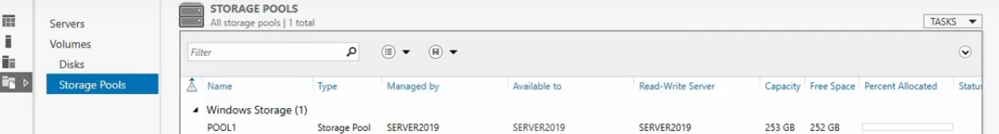 STORAGE POOLS
All storage pools | 1 total
TASKS
Servers
Volumes
Disks
Storage Pools
Filter
Name Type Managed by Available to Read-Write Server Capacity Free Space Percent Allocated Status
Windows Storage (1)
POOL1 Storage Pool SERVER2019 SERVER2019 SERVER2019 253 GB 252 GB